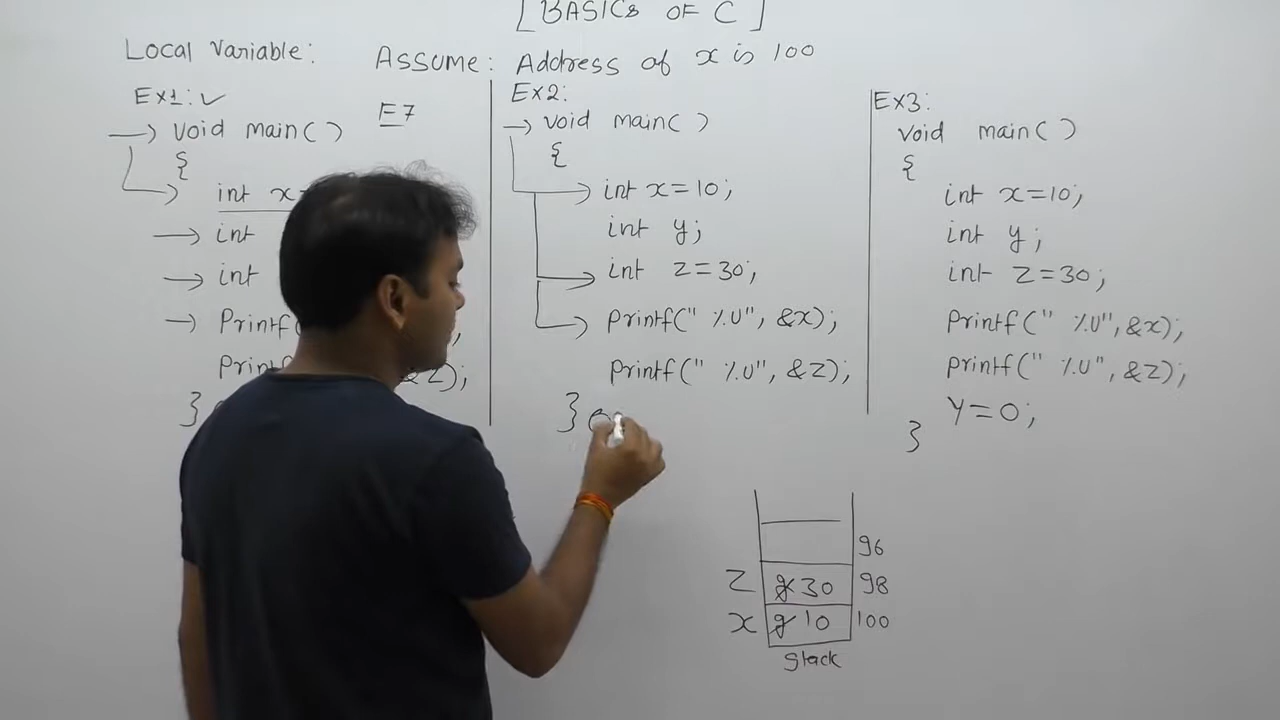 [ BASICS OF C ]
Local Variable:
Assume: Address of x is 100
Ex1: ✓
E7
void main( )
{
int x=
int
int
Printf(
Printf &z);
}
Ex2:
void main( )
{
int x=10;
int y;
int z=30;
Printf(" %u", &x);
Printf(" %u", &z);
}
Ex3:
void main( )
{
int x=10;
int y;
int z=30;
Printf(" %u", &x);
Printf(" %u", &z);
Y=0;
}
96
Z g 30 98
x g 10 100
Stack